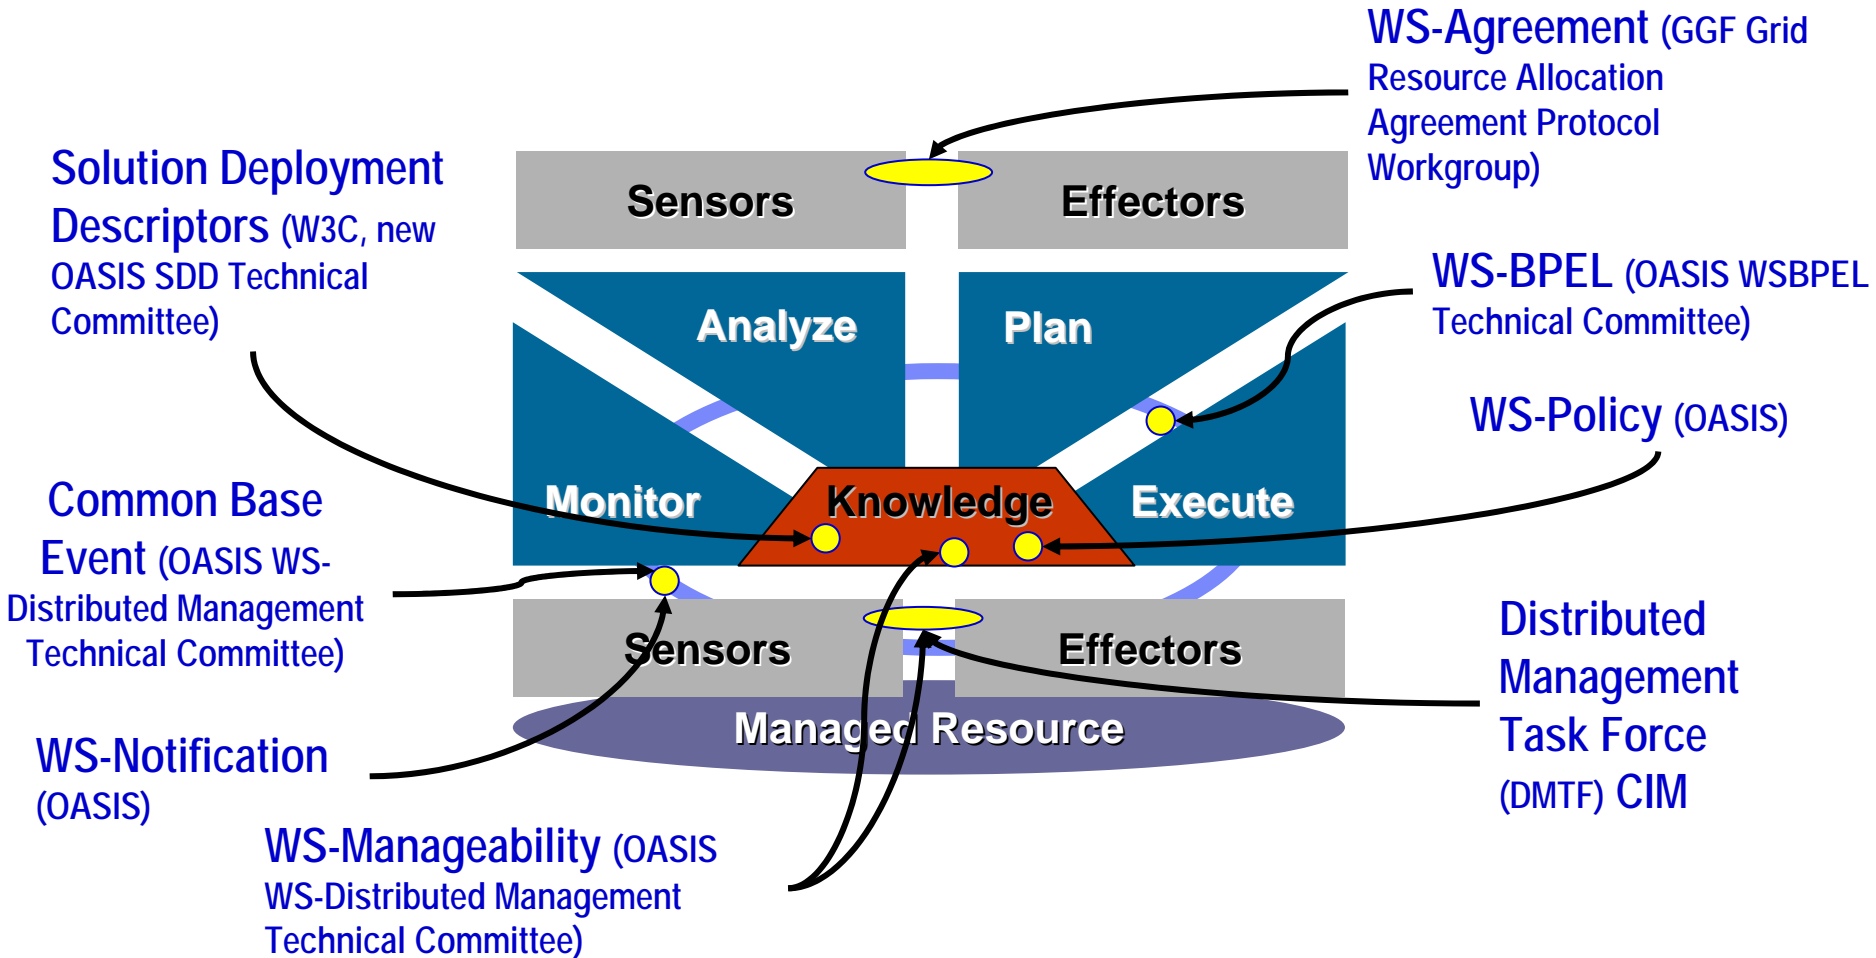 WS-Agreement (GGF Grid
Resource Allocation
Agreement Protocol
Workgroup)
Solution Deployment
Descriptors (W3C, new
OASIS SDD Technical
Committee)
Sensors
Effectors
WS-BPEL (OASIS WSBPEL
Technical Committee)
Analyze
Plan
WS-Policy (OASIS)
Common Base
Event (OASIS WS-
Distributed Management
Technical Committee)
Monitor
Knowledge
Execute
Sensors
Effectors
Distributed
Management
Task Force
(DMTF) CIM
Managed Resource
WS-Notification
(OASIS)
WS-Manageability (OASIS
WS-Distributed Management
Technical Committee)